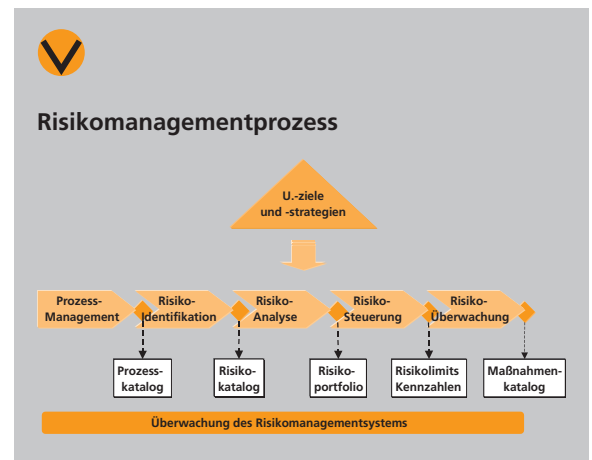 Risikomanagementprozess
U.-ziele
und -strategien
Prozess-
Management
Risiko-
Identifikation
Risiko-
Analyse
Risiko-
Steuerung
Risiko-
Überwachung
Prozess-
katalog
Risiko-
katalog
Risiko-
portfolio
Risikolimits
Kennzahlen
Maßnahmen-
katalog
Überwachung des Risikomanagementsystems